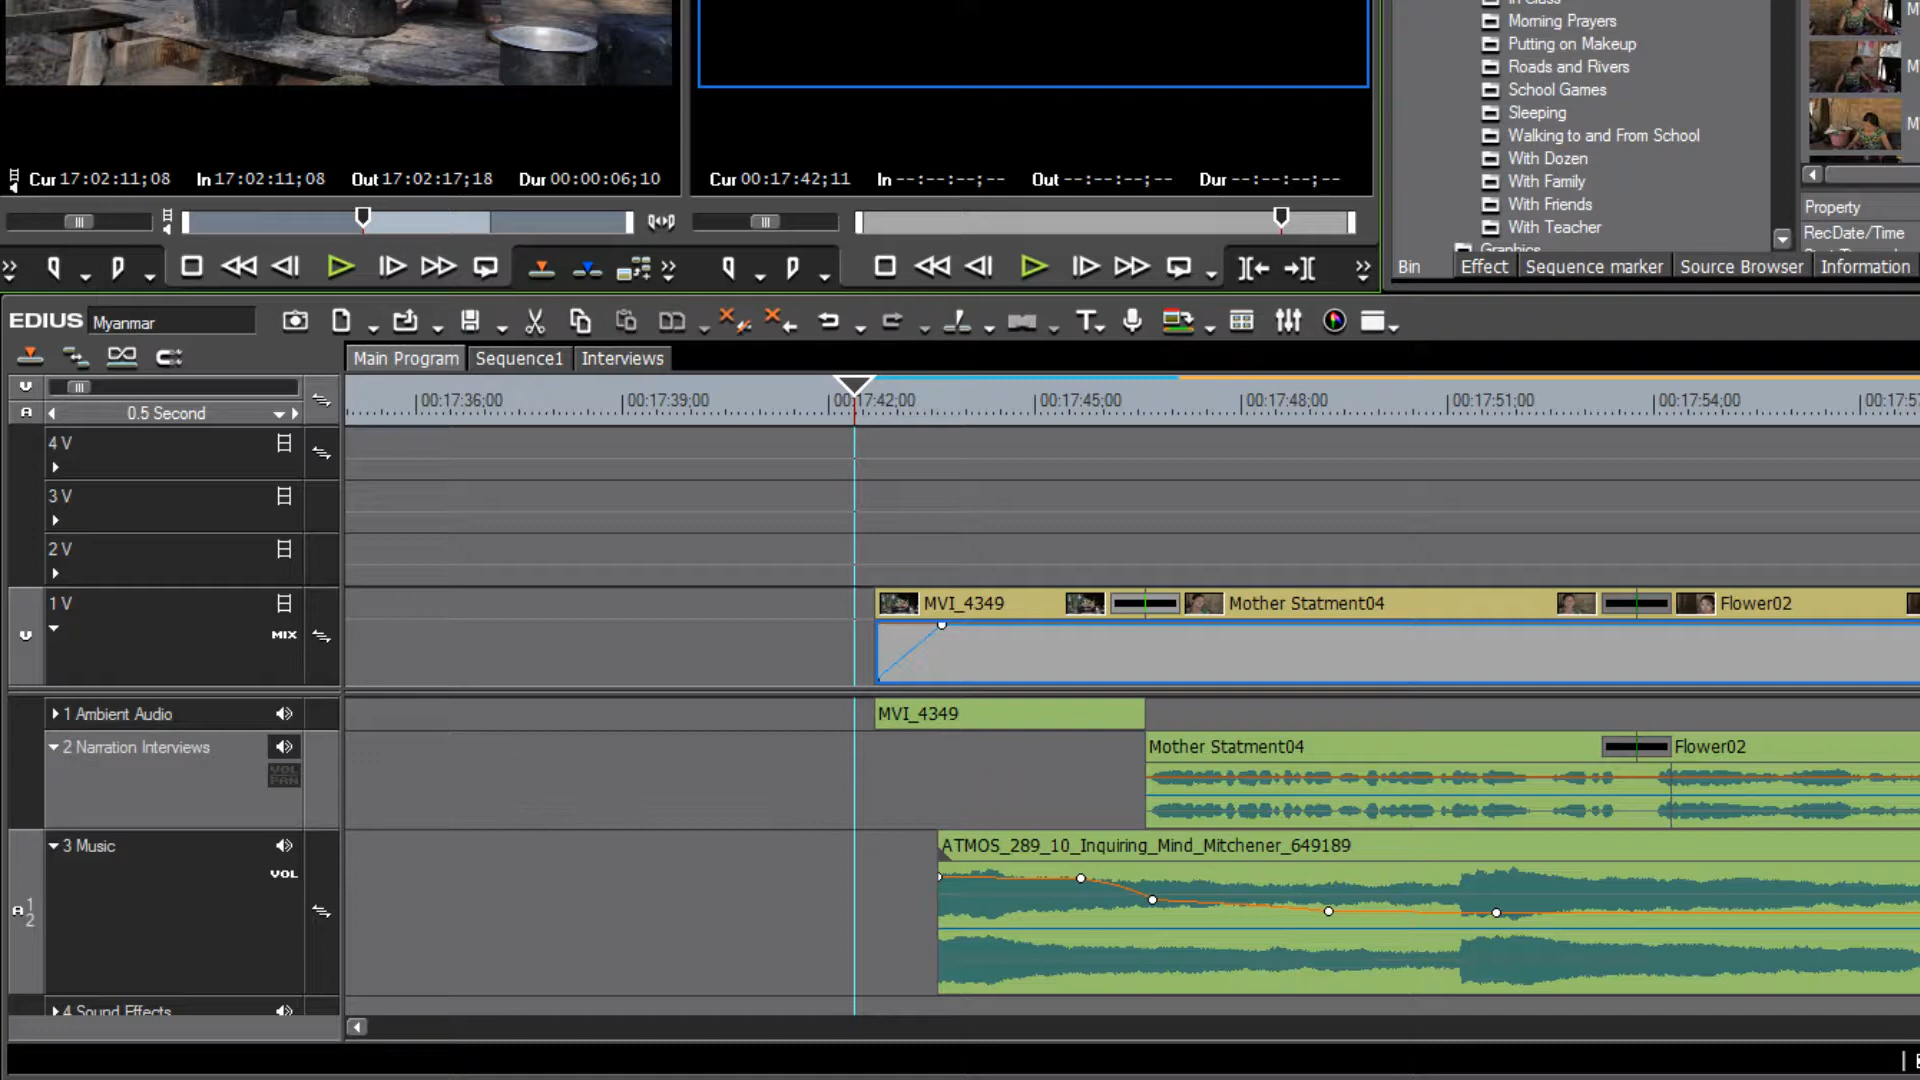 In Class
Morning Prayers
Putting on Makeup
Roads and Rivers
School Games
Sleeping
Walking to and From School
With Dozen
With Family
With Friends
With Teacher
Graphics
M
M
Cur 17:02:11;08 In 17:02:11;08 Out 17:02:17;18 Dur 00:00:06;10
Cur 00:17:42;11 In --:--:--;-- Out --:--:--;-- Dur --:--:--;--
Property
RecDate/Time
Bin Effect Sequence marker Source Browser Information
EDIUS Myanmar
Main Program Sequence1 Interviews
0.5 Second
00:17:36;00 00:17:39;00 00:17:42;00 00:17:45;00 00:17:48;00 00:17:51;00 00:17:54;00 00:17:5
4 V
3 V
2 V
1 V
MIX
MVI_4349 Mother Statment04 Flower02
1 Ambient Audio MVI_4349
2 Narration Interviews Mother Statment04 Flower02
VOL
PAN
3 Music ATMOS_289_10_Inquiring_Mind_Mitchener_649189
VOL
A 1
2
4 Sound Effects